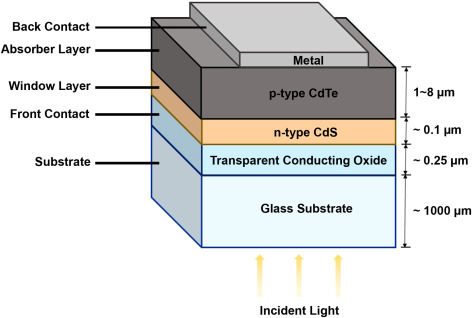 Back Contact
Metal
Absorber Layer
p-type CdTe
1~8 μm
Window Layer
n-type CdS
~ 0.1 μm
Front Contact
Transparent Conducting Oxide
~ 0.25 μm
Substrate
Glass Substrate
~ 1000 μm
Incident Light